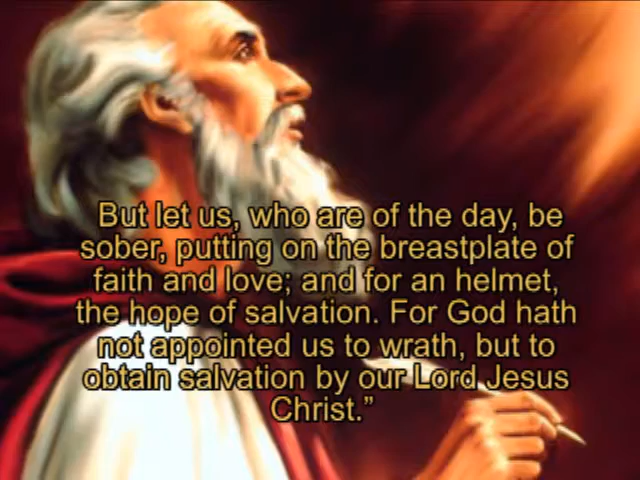 But let us, who are of the day, be
sober, putting on the breastplate of
faith and love; and for an helmet,
the hope of salvation. For God hath
not appointed us to wrath, but to
obtain salvation by our Lord Jesus
Christ.”